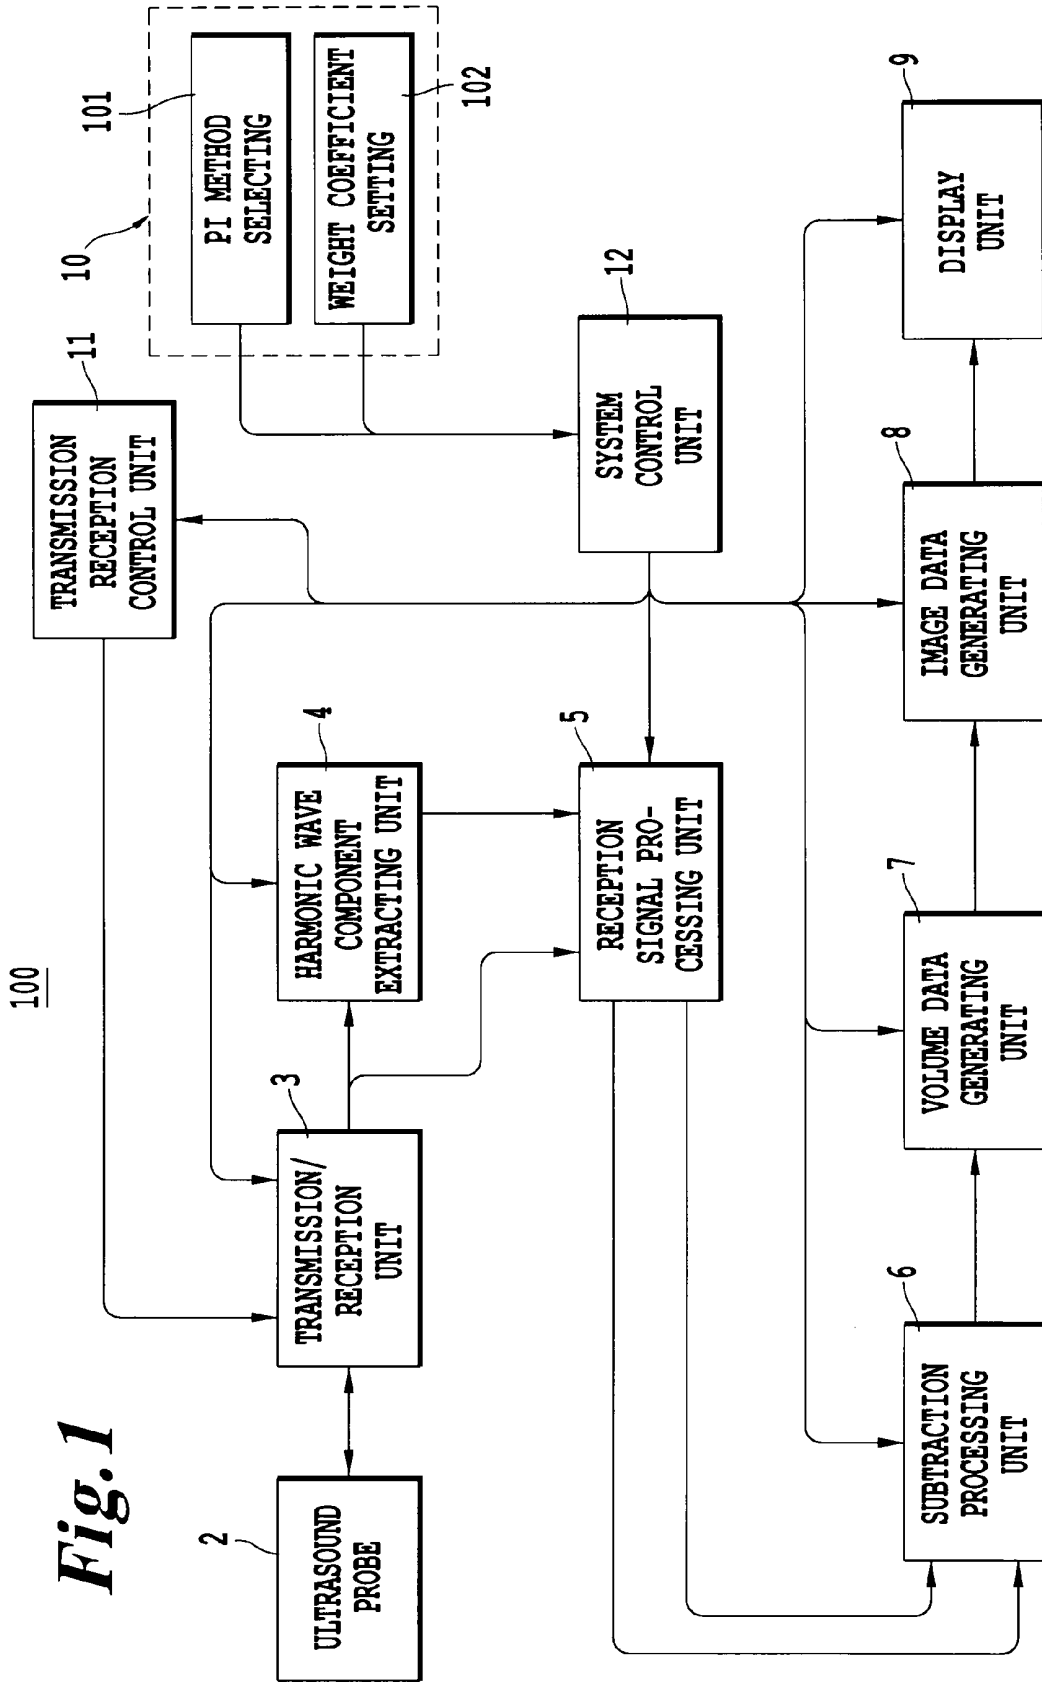 Fig.1
100
11
TRANSMISSION
RECEPTION
CONTROL UNIT
10
101
PI METHOD
SELECTING
WEIGHT COEFFICIENT
SETTING
102
2
ULTRASOUND
PROBE
3
TRANSMISSION/
RECEPTION
UNIT
4
HARMONIC WAVE
COMPONENT
EXTRACTING UNIT
12
SYSTEM
CONTROL
UNIT
5
RECEPTION
SIGNAL PRO-
CESSING UNIT
6
SUBTRACTION
PROCESSING
UNIT
7
VOLUME DATA
GENERATING
UNIT
8
IMAGE DATA
GENERATING
UNIT
9
DISPLAY
UNIT